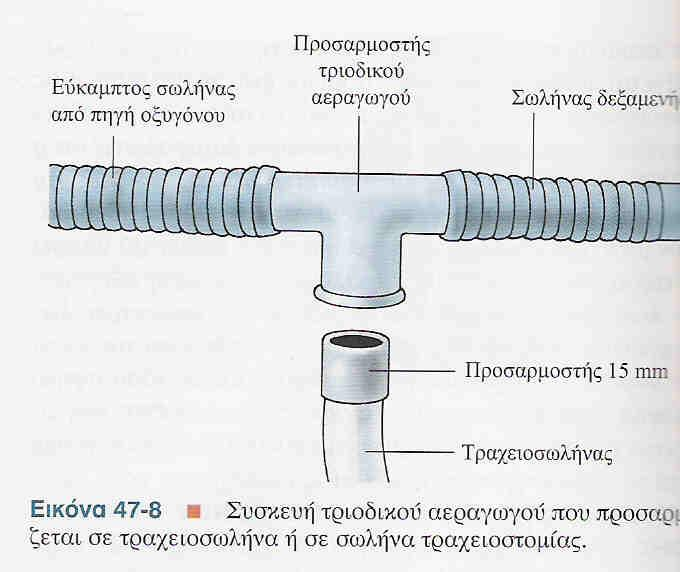 Προσαρμοστής
τριοδικού
αεραγωγού
Εύκαμπτος σωλήνας
από πηγή οξυγόνου
Σωλήνας δεξαμενή
Προσαρμοστής 15 mm
Τραχειοσωλήνας
Εικόνα 47-8 ■ Συσκευή τριοδικού αεραγωγού που προσαρμ
ζεται σε τραχειοσωλήνα ή σε σωλήνα τραχειοστομίας.